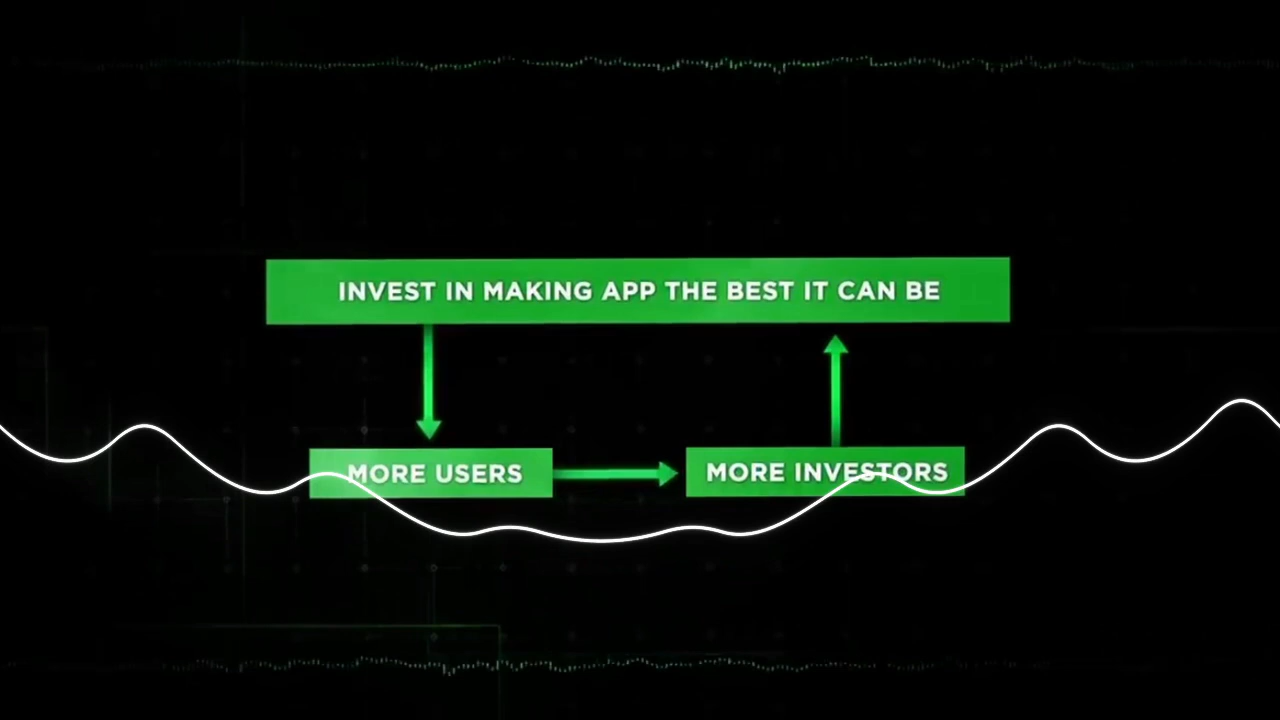 INVEST IN MAKING APP THE BEST IT CAN BE
MORE USERS
MORE INVESTORS